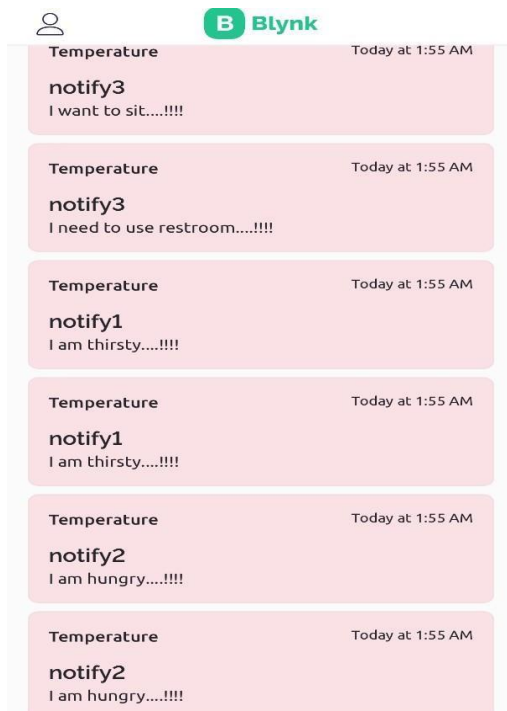 B Blynk
Temperature Today at 1:55 AM
notify3
I want to sit....!!!!
Temperature Today at 1:55 AM
notify3
I need to use restroom....!!!!
Temperature Today at 1:55 AM
notify1
I am thirsty....!!!!
Temperature Today at 1:55 AM
notify1
I am thirsty....!!!!
Temperature Today at 1:55 AM
notify2
I am hungry....!!!!
Temperature Today at 1:55 AM
notify2
I am hungry....!!!!